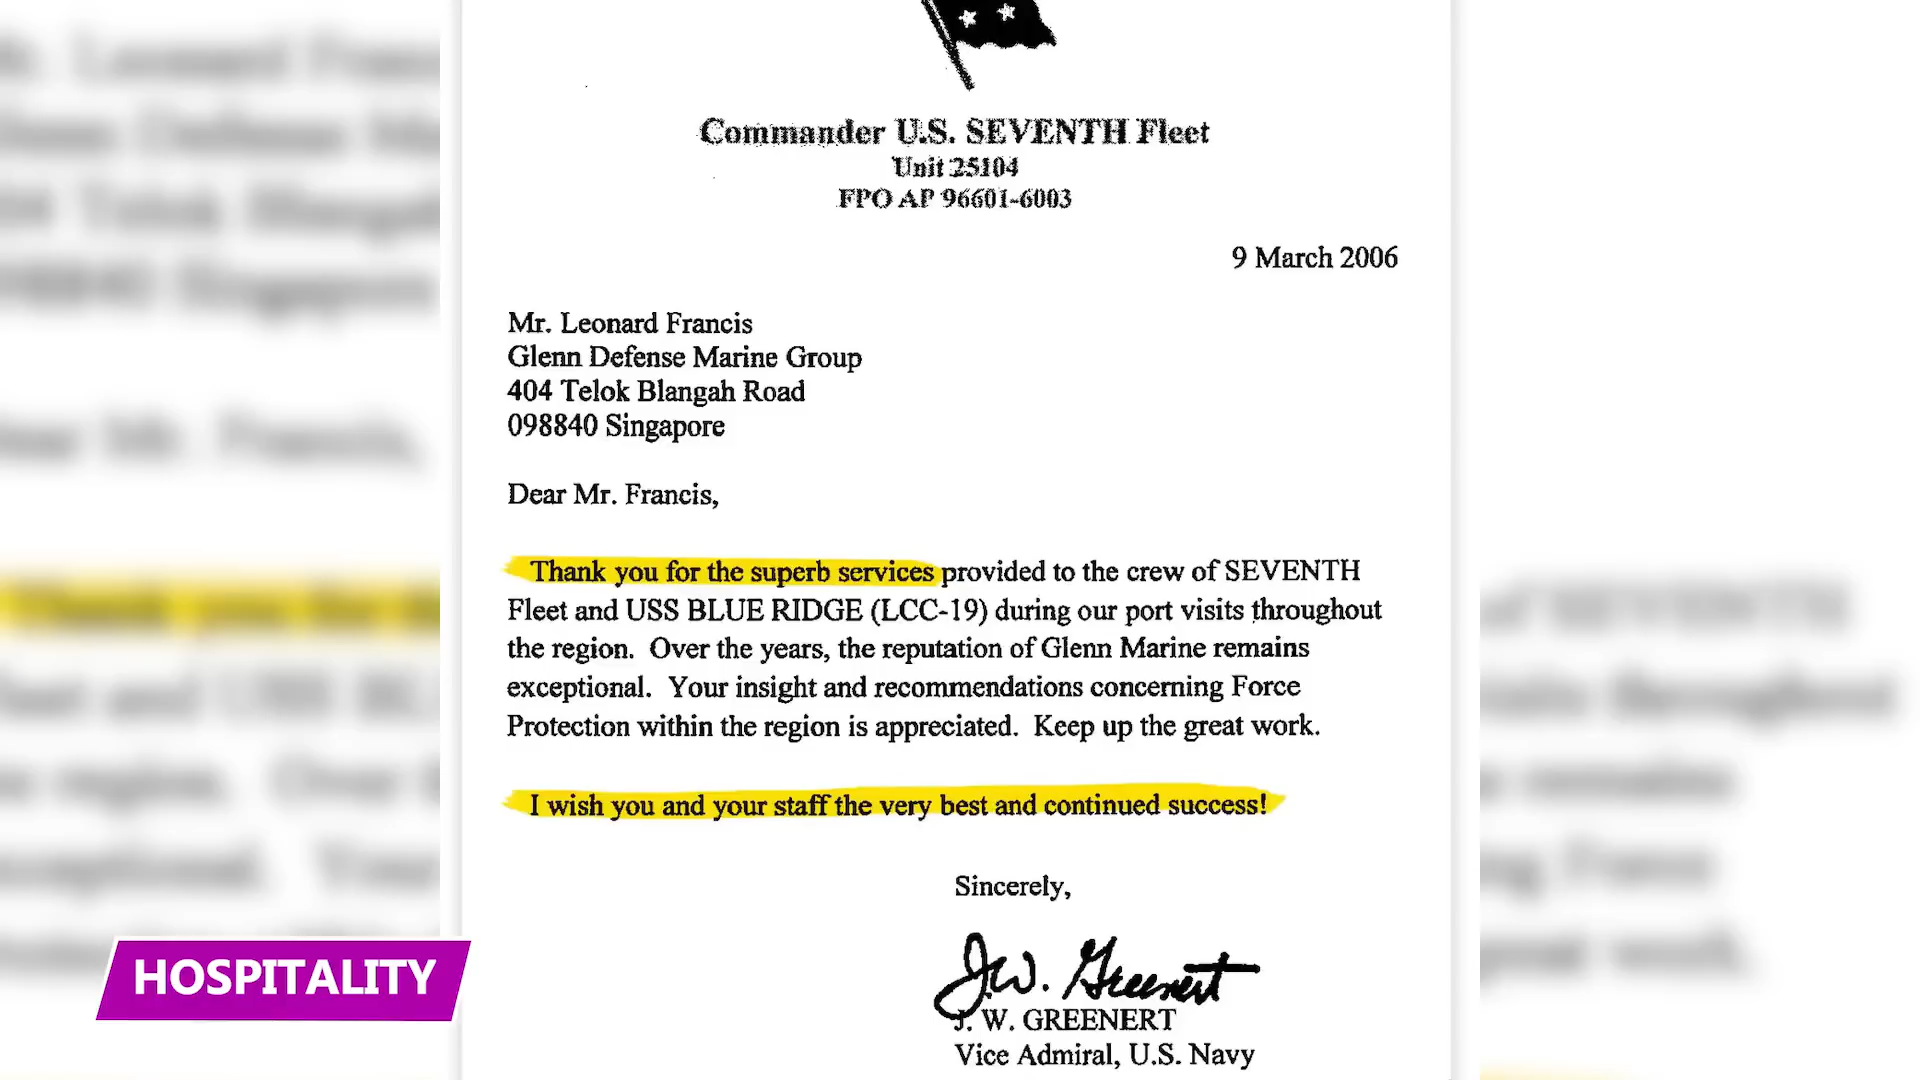 Commander U.S. SEVENTH Fleet
Unit 25104
FPO AP 96601-6003
9 March 2006
Mr. Leonard Francis
Glenn Defense Marine Group
404 Telok Blangah Road
098840 Singapore
Dear Mr. Francis,
Thank you for the superb services provided to the crew of SEVENTH
Fleet and USS BLUE RIDGE (LCC-19) during our port visits throughout
the region. Over the years, the reputation of Glenn Marine remains
exceptional. Your insight and recommendations concerning Force
Protection within the region is appreciated. Keep up the great work.
I wish you and your staff the very best and continued success!
Sincerely,
J.W. Greenert
J. W. GREENERT
Vice Admiral, U.S. Navy
HOSPITALITY